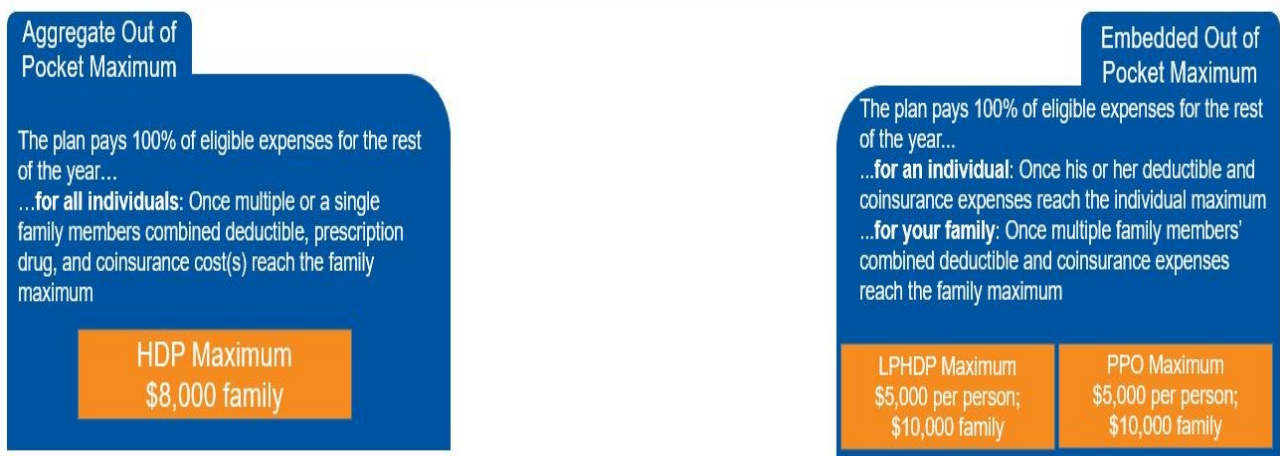 Aggregate Out of
Pocket Maximum
The plan pays 100% of eligible expenses for the rest
of the year...
...for all individuals: Once multiple or a single
family members combined deductible, prescription
drug, and coinsurance cost(s) reach the family
maximum
HDP Maximum
$8,000 family
Embedded Out of
Pocket Maximum
The plan pays 100% of eligible expenses for the rest
of the year...
...for an individual: Once his or her deductible and
coinsurance expenses reach the individual maximum
...for your family: Once multiple family members’
combined deductible and coinsurance expenses
reach the family maximum
LPHDP Maximum
$5,000 per person;
$10,000 family
PPO Maximum
$5,000 per person;
$10,000 family